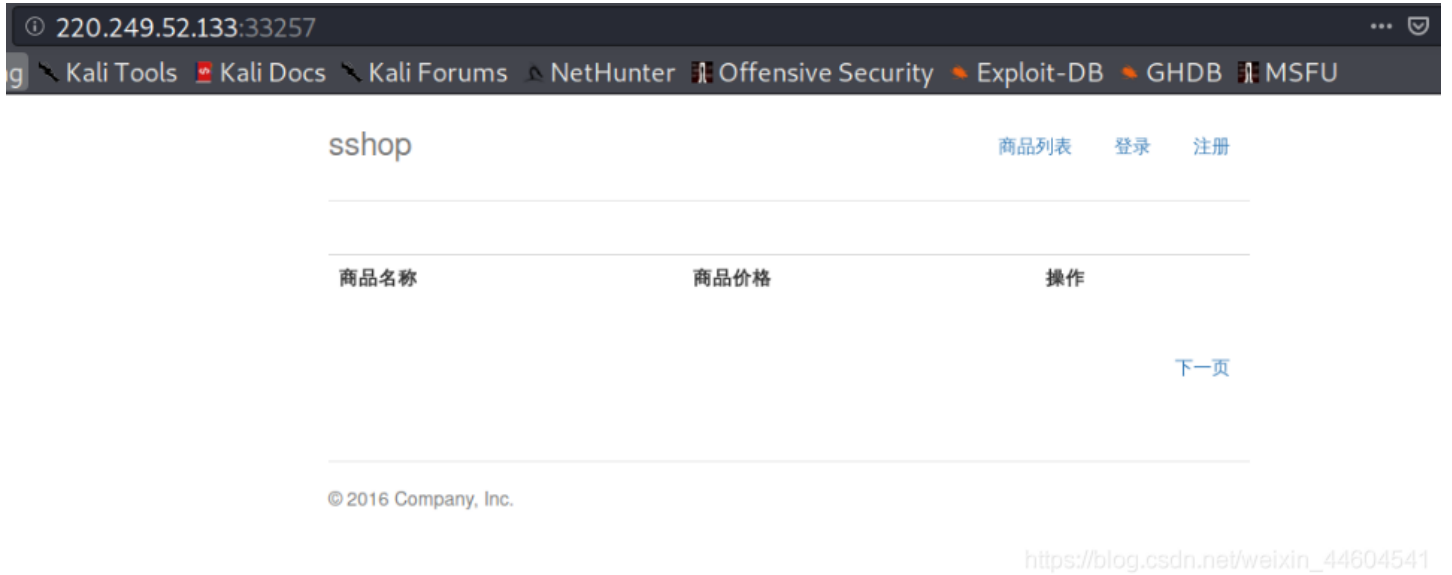 220.249.52.133:33257
Kali Tools Kali Docs Kali Forums NetHunter Offensive Security Exploit-DB GHDB MSFU
sshop 商品列表 登录 注册
商品名称 商品价格 操作
下一页
© 2016 Company, Inc.
https://blog.csdn.net/weixin_44604541